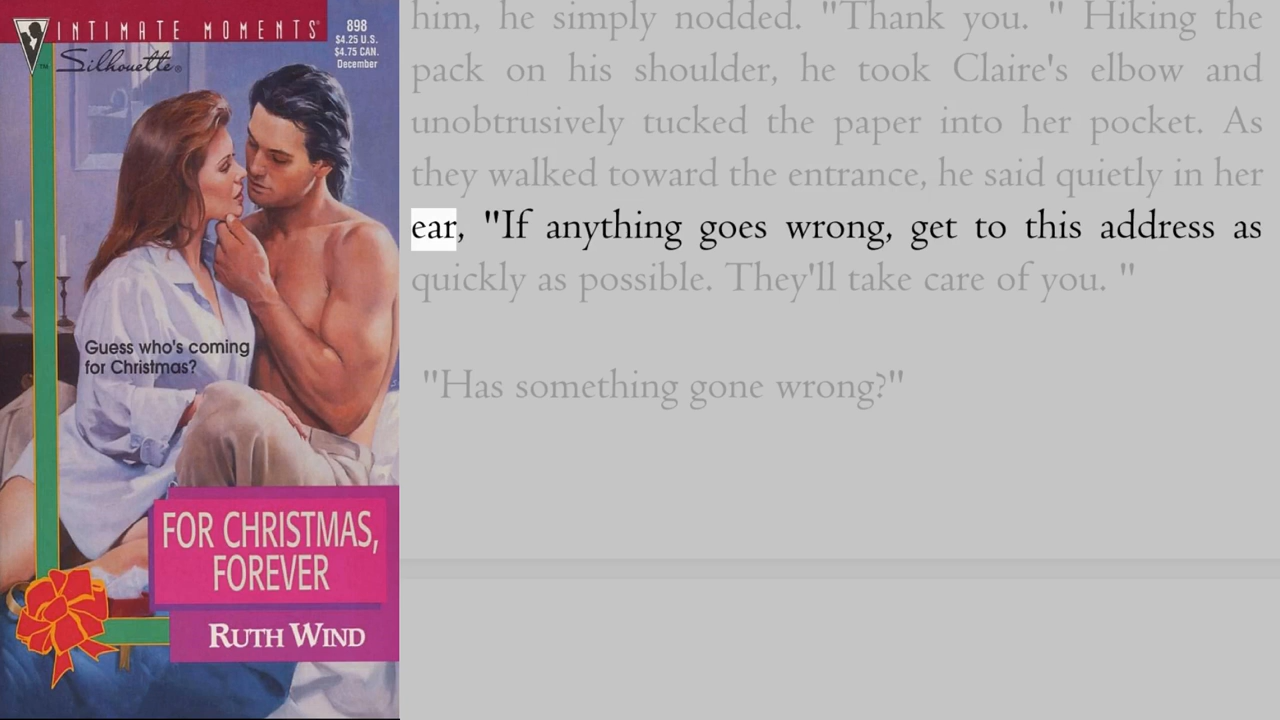 INTIMATE MOMENTS®
Silhouette®
TM
898
$4.25 U.S.
$4.75 CAN.
December
Guess who's coming
for Christmas?
FOR CHRISTMAS,
FOREVER
RUTH WIND
him, he simply nodded. "Thank you. " Hiking the
pack on his shoulder, he took Claire's elbow and
unobtrusively tucked the paper into her pocket. As
they walked toward the entrance, he said quietly in her
ear, "If anything goes wrong, get to this address as
quickly as possible. They'll take care of you. "
"Has something gone wrong?"